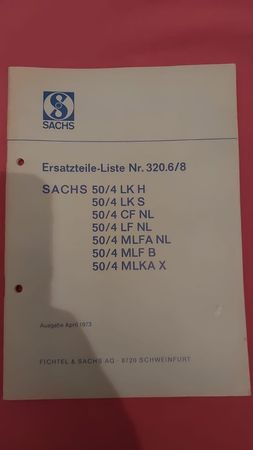 SACHS
Ersatzteile-Liste Nr. 320.6/8
SACHS 50/4 LK H
50/4 LK S
50/4 CF NL
50/4 LF NL
50/4 MLFA NL
50/4 MLF B
50/4 MLKA X
Ausgabe April 1973
FICHTEL & SACHS AG · 8720 SCHWEINFURT